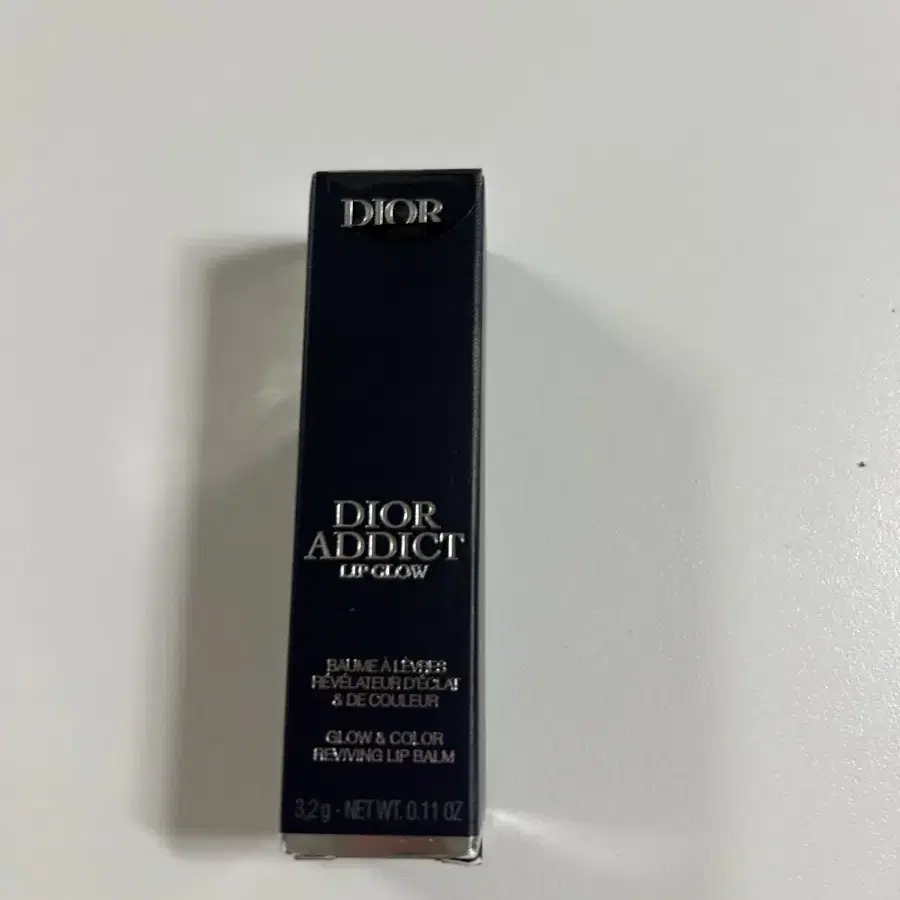 DIOR
DIOR
ADDICT
LIP GLOW
BAUME À LÈVRES
RÉVÉLATEUR D'ÉCLAT
& DE COULEUR
GLOW & COLOR
REVIVING LIP BALM
3,2 g - NET WT. 0.11 OZ